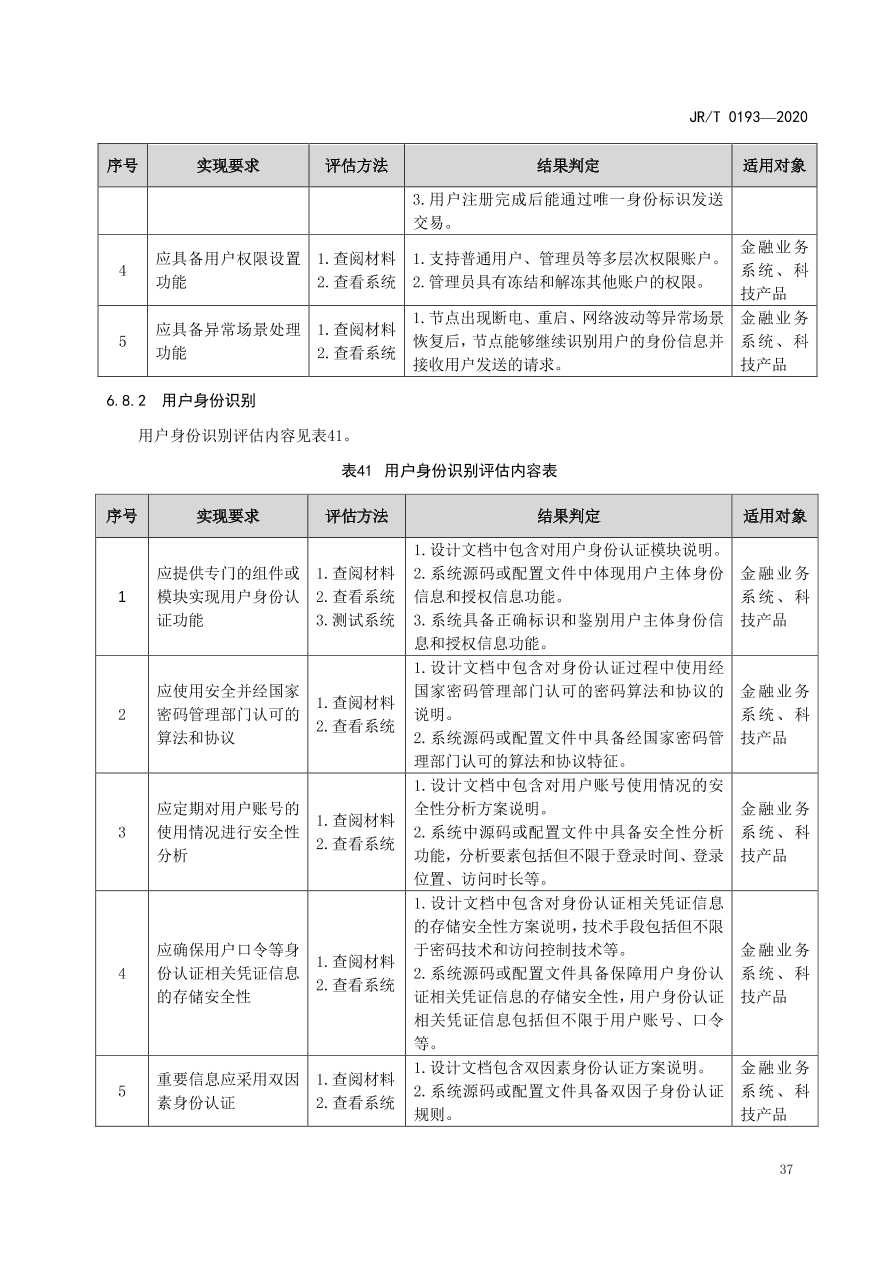 JR/T 0193—2020
序号 实现要求 评估方法 结果判定 适用对象
3.用户注册完成后能通过唯一身份标识发送
交易。
4
应具备用户权限设置
功能
1.查阅材料
2.查看系统
1.支持普通用户、管理员等多层次权限账户。
2.管理员具有冻结和解冻其他账户的权限。
金融业务
系统、科
技产品
5
应具备异常场景处理
功能
1.查阅材料
2.查看系统
1.节点出现断电、重启、网络波动等异常场景
恢复后，节点能够继续识别用户的身份信息并
接收用户发送的请求。
金融业务
系统、科
技产品
6.8.2 用户身份识别
用户身份识别评估内容见表41。
表41 用户身份识别评估内容表
序号 实现要求 评估方法 结果判定 适用对象
1
应提供专门的组件或
模块实现用户身份认
证功能
1.查阅材料
2.查看系统
3.测试系统
1.设计文档中包含对用户身份认证模块说明。
2.系统源码或配置文件中体现用户主体身份
信息和授权信息功能。
3.系统具备正确标识和鉴别用户主体身份信
息和授权信息功能。
金融业务
系统、科
技产品
2
应使用安全并经国家
密码管理部门认可的
算法和协议
1.查阅材料
2.查看系统
1.设计文档中包含对身份认证过程中使用经
国家密码管理部门认可的密码算法和协议的
说明。
2.系统源码或配置文件中具备经国家密码管
理部门认可的算法和协议特征。
金融业务
系统、科
技产品
3
应定期对用户账号的
使用情况进行安全性
分析
1.查阅材料
2.查看系统
1.设计文档中包含对用户账号使用情况的安
全性分析方案说明。
2.系统中源码或配置文件中具备安全性分析
功能，分析要素包括但不限于登录时间、登录
位置、访问时长等。
金融业务
系统、科
技产品
4
应确保用户口令等身
份认证相关凭证信息
的存储安全性
1.查阅材料
2.查看系统
1.设计文档中包含对身份认证相关凭证信息
的存储安全性方案说明，技术手段包括但不限
于密码技术和访问控制技术等。
2.系统源码或配置文件具备保障用户身份认
证相关凭证信息的存储安全性，用户身份认证
相关凭证信息包括但不限于用户账号、口令
等。
金融业务
系统、科
技产品
5
重要信息应采用双因
素身份认证
1.查阅材料
2.查看系统
1.设计文档包含双因素身份认证方案说明。
2.系统源码或配置文件具备双因子身份认证
规则。
金融业务
系统、科
技产品
37